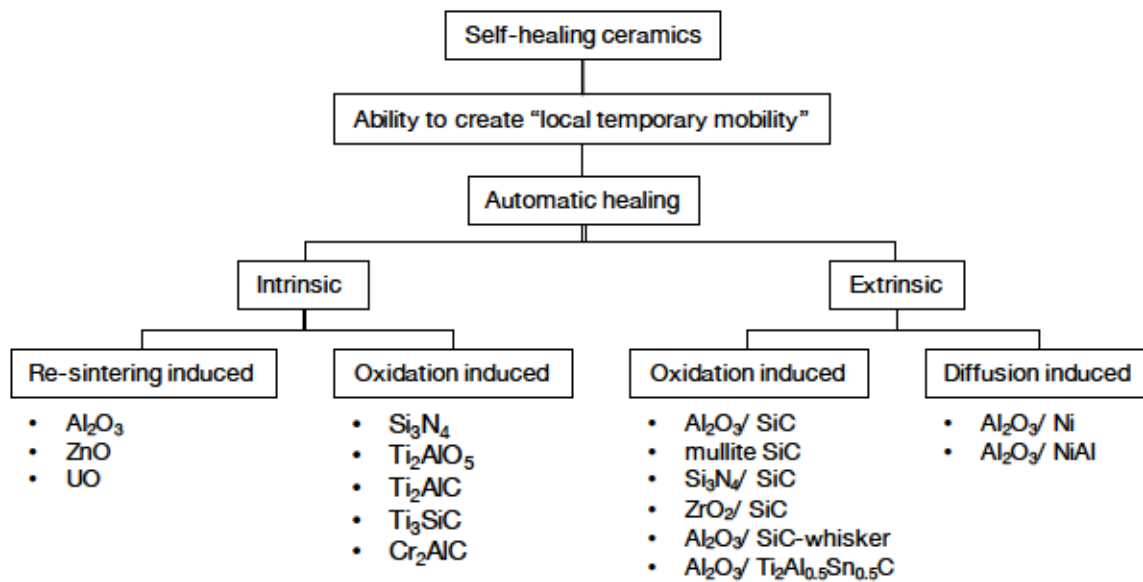 Self-healing ceramics
Ability to create “local temporary mobility”
Automatic healing
Intrinsic
Extrinsic
Re-sintering induced
Oxidation induced
Oxidation induced
Diffusion induced
• Al₂O₃
• ZnO
• UO
• Si₃N₄
• Ti₂AlO₅
• Ti₂AlC
• Ti₃SiC
• Cr₂AlC
• Al₂O₃/ SiC
• mullite SiC
• Si₃N₄/ SiC
• ZrO₂/ SiC
• Al₂O₃/ SiC-whisker
• Al₂O₃/ Ti₂Al₀.₅Sn₀.₅C
• Al₂O₃/ Ni
• Al₂O₃/ NiAl